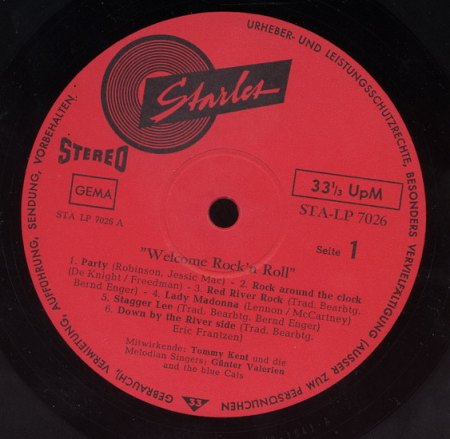 URHEBER- UND LEISTUNGSSCHUTZRECHTE, BESONDERS VERVIELFÄLTIGUNG (AUSSER ZUM PERSÖNLICHEN GEBRAUCH), VERMIETUNG, AUFFÜHRUNG, SENDUNG, VORBEHALTEN.
Starlet
STEREO
GEMA
STA LP 7026 A
33 1/3 UpM
STA-LP 7026
Seite 1
"Welcome Rock'n Roll"
1. Party (Robinson, Jessie Mac) - 2. Rock around the clock
(De Knight / Freedman) - 3. Red River Rock (Trad. Bearbtg.
Bernd Enger) - 4. Lady Madonna (Lennon / McCartney)
5. Stagger Lee (Trad. Bearbtg. Bernd Enger)
6. Down by the River side (Trad. Bearbtg.
Eric Frantzen)
Mitwirkende: Tommy Kent und die
Melodian Singers; Günter Valerien
and the blue Cats
33